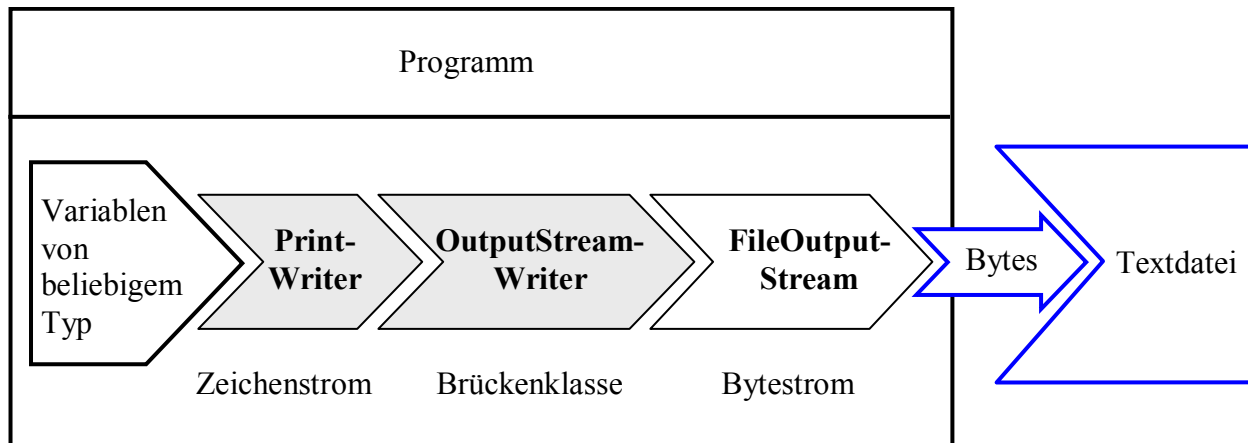 Programm
Variablen
von
beliebigem
Typ
Print-
Writer
OutputStream-
Writer
FileOutput-
Stream
Bytes
Textdatei
Zeichenstrom
Brückenklasse
Bytestrom